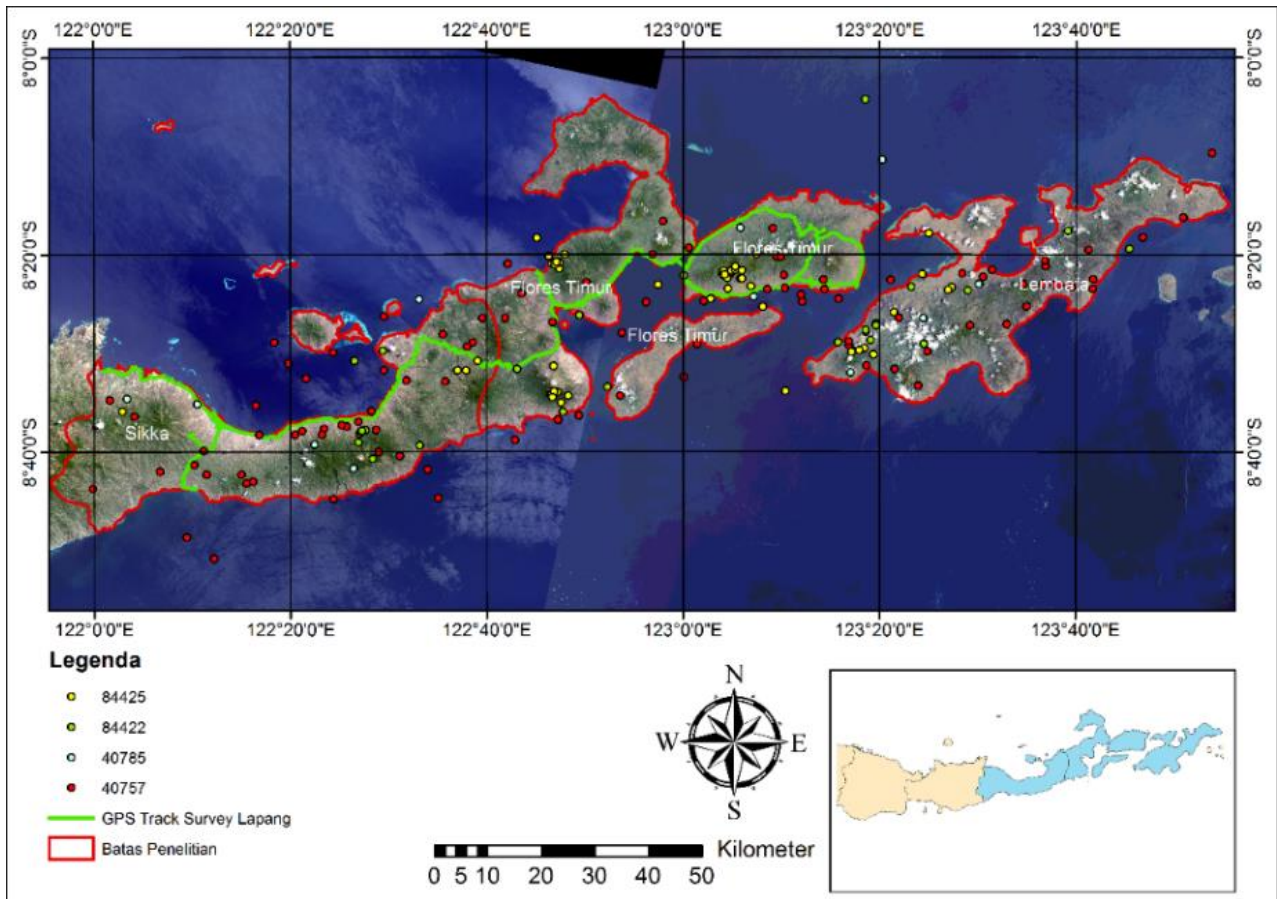 122°0'0"E 122°20'0"E 122°40'0"E 123°0'0"E 123°20'0"E 123°40'0"E
8°0'0"S 8°0'0"S
8°20'0"S 8°20'0"S
8°40'0"S 8°40'0"S
Flores Timur
Flores Timur
Lembata
Flores Timur
Sikka
122°0'0"E 122°20'0"E 122°40'0"E 123°0'0"E 123°20'0"E 123°40'0"E
Legenda
84425
84422
40785
40757
GPS Track Survey Lapang
Batas Penelitian
N
W E
S
Kilometer
0 5 10 20 30 40 50